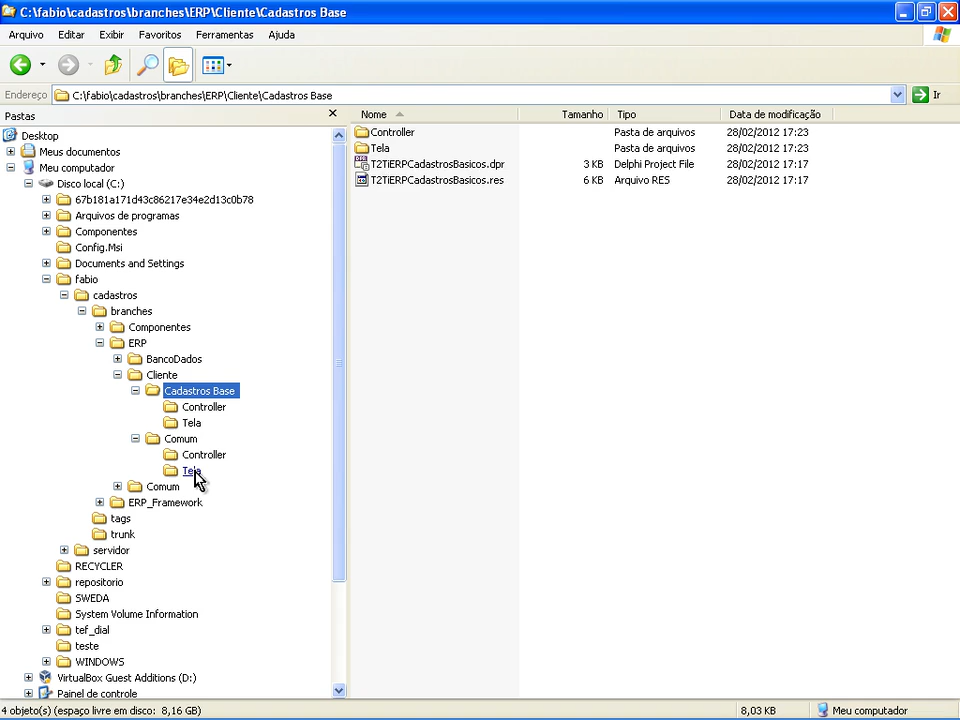 C:\fabio\cadastros\branches\ERP\Cliente\Cadastros Base
Arquivo Editar Exibir Favoritos Ferramentas Ajuda
Endereço C:\fabio\cadastros\branches\ERP\Cliente\Cadastros Base Ir
Pastas
Nome Tamanho Tipo Data de modificação
Controller Pasta de arquivos 28/02/2012 17:23
Tela Pasta de arquivos 28/02/2012 17:23
T2TiERPCadastrosBasicos.dpr 3 KB Delphi Project File 28/02/2012 17:17
T2TiERPCadastrosBasicos.res 6 KB Arquivo RES 28/02/2012 17:17
Desktop
Meus documentos
Meu computador
Disco local (C:)
67b181a171d43c86217e34e2d13c0b78
Arquivos de programas
Componentes
Config.Msi
Documents and Settings
fabio
cadastros
branches
Componentes
ERP
BancoDados
Cliente
Cadastros Base
Controller
Tela
Comum
Controller
Tela
Comum
ERP_Framework
tags
trunk
servidor
RECYCLER
repositorio
SWEDA
System Volume Information
tef_dial
teste
WINDOWS
VirtualBox Guest Additions (D:)
Painel de controle
4 objeto(s) (espaço livre em disco: 8,16 GB) 8,03 KB Meu computador